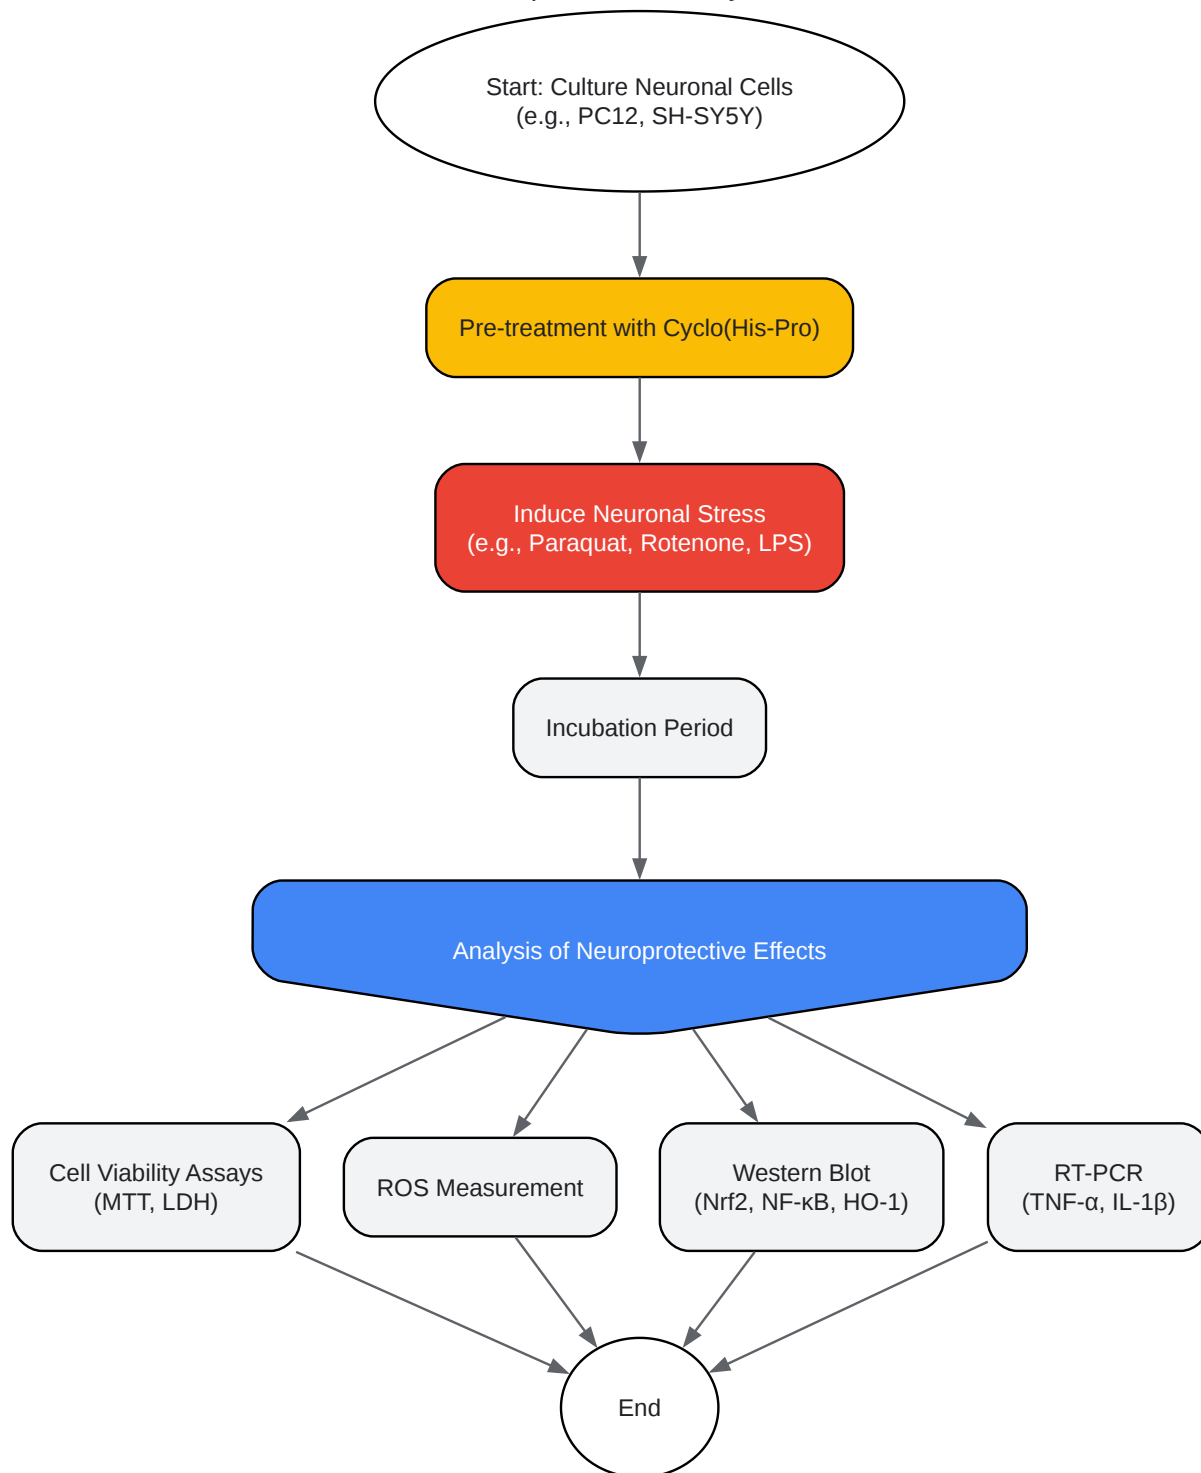 Start: Culture Neuronal Cells
(e.g., PC12, SH-SY5Y)
Pre-treatment with Cyclo(His-Pro)
Induce Neuronal Stress
(e.g., Paraquat, Rotenone, LPS)
Incubation Period
Analysis of Neuroprotective Effects
Cell Viability Assays
(MTT, LDH)
ROS Measurement
Western Blot
(Nrf2, NF-κB, HO-1)
RT-PCR
(TNF-α, IL-1β)
End